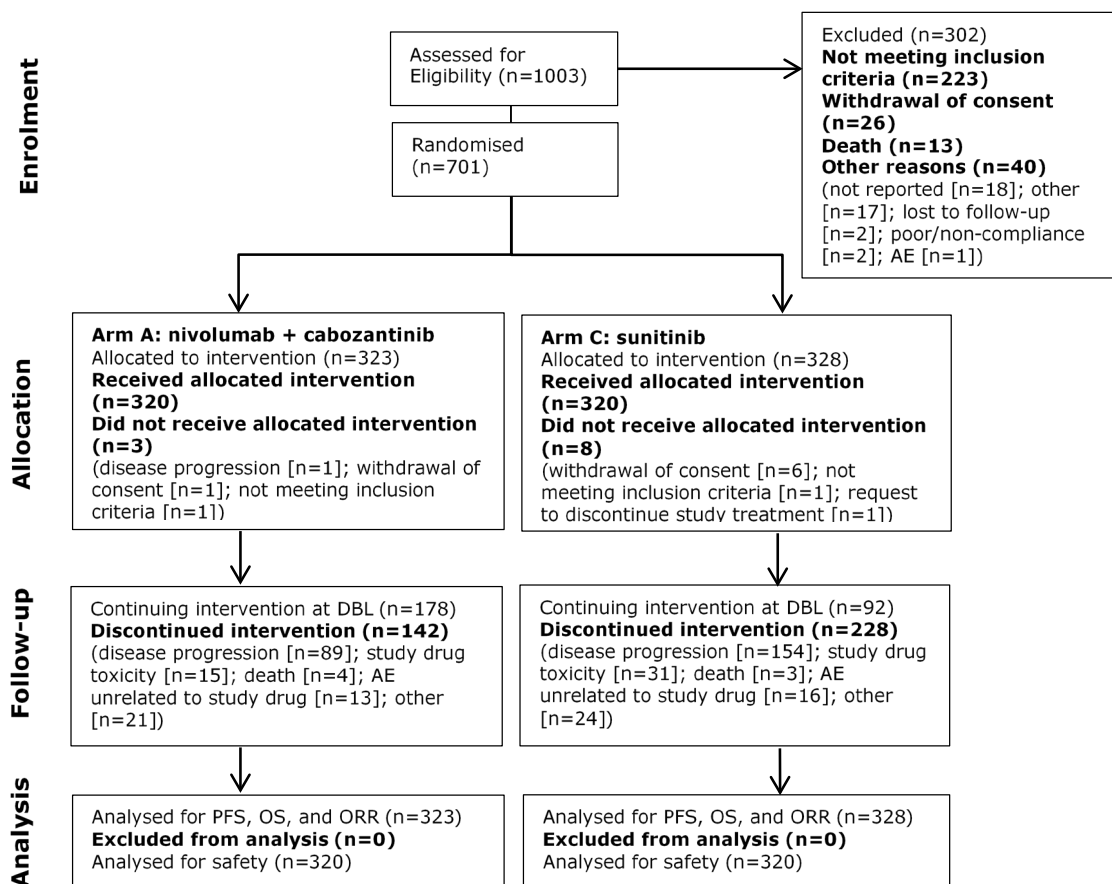 Enrolment
Assessed for
Eligibility (n=1003)
Excluded (n=302)
Not meeting inclusion
criteria (n=223)
Withdrawal of consent
(n=26)
Death (n=13)
Other reasons (n=40)
(not reported [n=18]; other
[n=17]; lost to follow-up
[n=2]; poor/non-compliance
[n=2]; AE [n=1])
Randomised
(n=701)
Allocation
Arm A: nivolumab + cabozantinib
Allocated to intervention (n=323)
Received allocated intervention
(n=320)
Did not receive allocated intervention
(n=3)
(disease progression [n=1]; withdrawal of
consent [n=1]; not meeting inclusion
criteria [n=1])
Arm C: sunitinib
Allocated to intervention (n=328)
Received allocated intervention
(n=320)
Did not receive allocated intervention
(n=8)
(withdrawal of consent [n=6]; not
meeting inclusion criteria [n=1]; request
to discontinue study treatment [n=1])
Follow-up
Continuing intervention at DBL (n=178)
Discontinued intervention (n=142)
(disease progression [n=89]; study drug
toxicity [n=15]; death [n=4]; AE
unrelated to study drug [n=13]; other
[n=21])
Continuing intervention at DBL (n=92)
Discontinued intervention (n=228)
(disease progression [n=154]; study drug
toxicity [n=31]; death [n=3]; AE
unrelated to study drug [n=16]; other
[n=24])
Analysis
Analysed for PFS, OS, and ORR (n=323)
Excluded from analysis (n=0)
Analysed for safety (n=320)
Analysed for PFS, OS, and ORR (n=328)
Excluded from analysis (n=0)
Analysed for safety (n=320)